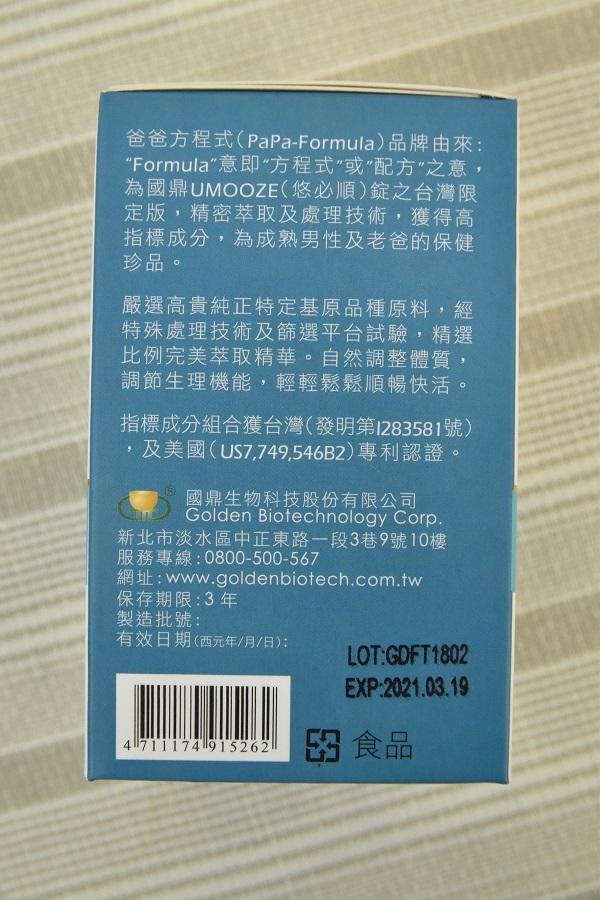 爸爸方程式(PaPa-Formula)品牌由來:
“Formula”意即“方程式”或“配方”之意,
為國鼎UMOOZE(悠必順)錠之台灣限
定版,精密萃取及處理技術,獲得高
指標成分,為成熟男性及老爸的保健
珍品。
嚴選高貴純正特定基原品種原料,經
特殊處理技術及篩選平台試驗,精選
比例完美萃取精華。自然調整體質,
調節生理機能,輕輕鬆鬆順暢快活。
指標成分組合獲台灣(發明第I283581號)
,及美國(US7,749,546B2)專利認證。
®
國鼎生物科技股份有限公司
Golden Biotechnology Corp.
新北市淡水區中正東路一段3巷9號10樓
服務專線:0800-500-567
網址:www.goldenbiotech.com.tw
保存期限:3 年
製造批號:
有效日期(西元年/月/日):
LOT:GDFT1802
EXP:2021.03.19
4 711174 915262
食品